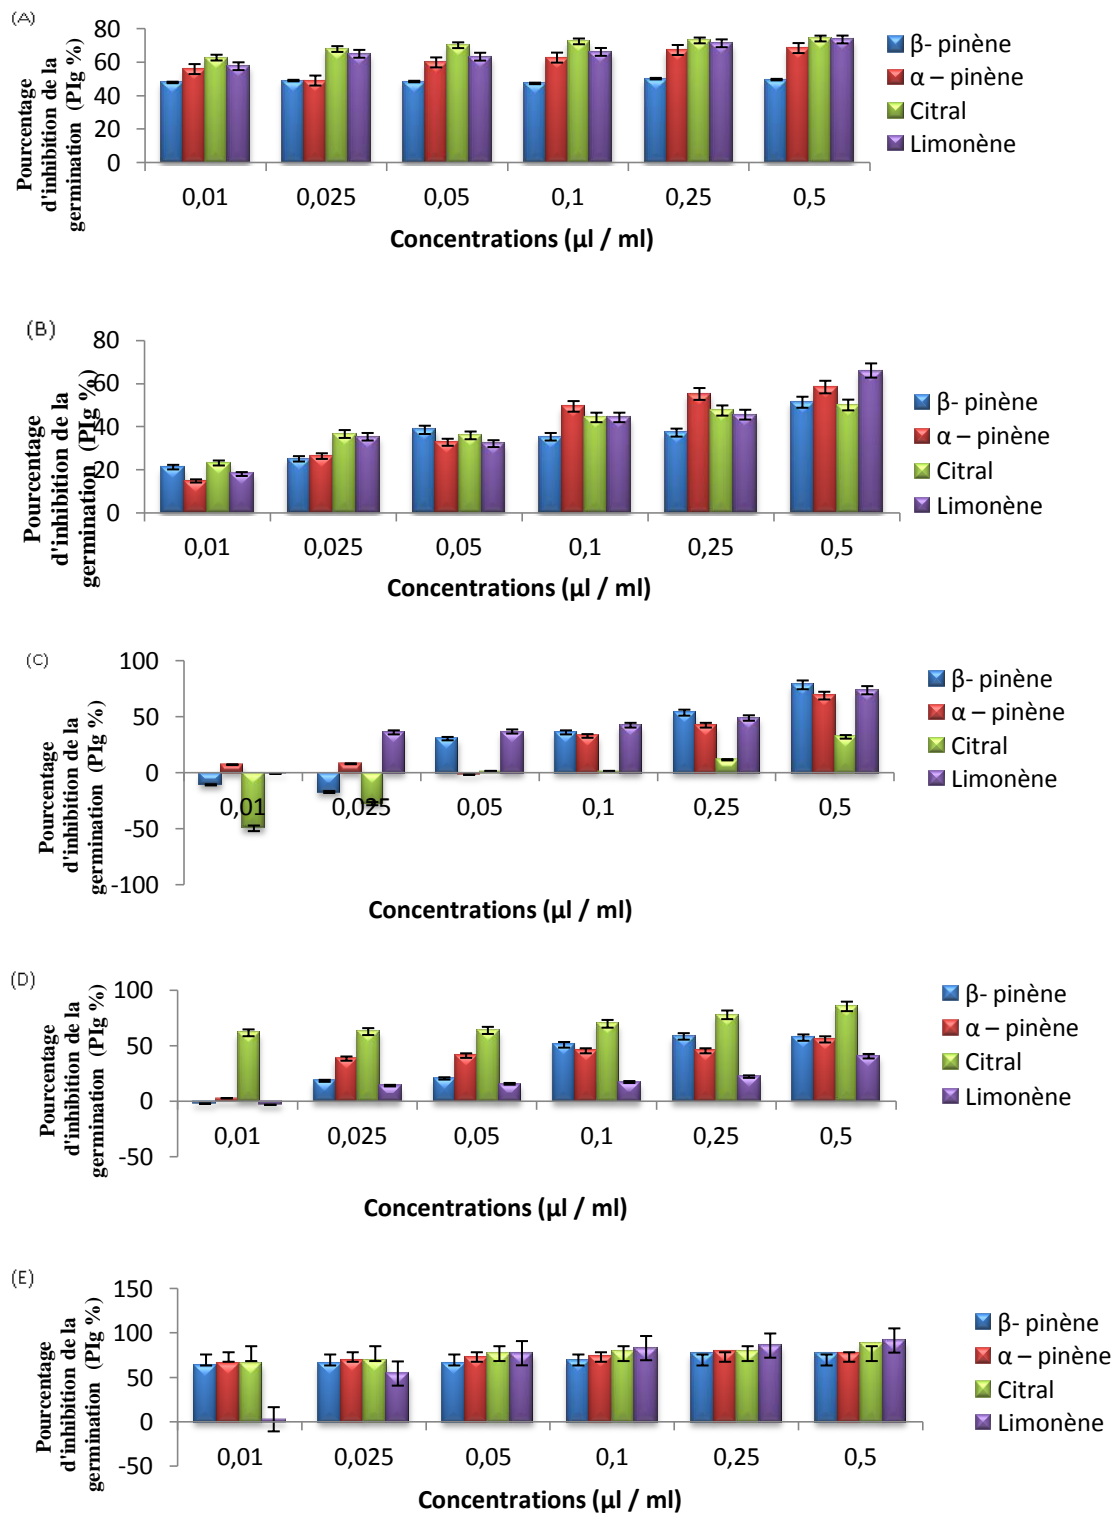 (A)
80
60
40
20
0
Pourcentage
d'inhibition de la
germination (PIg %)
0,01 0,025 0,05 0,1 0,25 0,5
Concentrations (µl / ml)
β- pinène
α – pinène
Citral
Limonène
(B)
80
60
40
20
0
Pourcentage
d'inhibition de la
germination (PIg %)
0,01 0,025 0,05 0,1 0,25 0,5
Concentrations (µl / ml)
β- pinène
α – pinène
Citral
Limonène
(C)
100
50
0
-50
-100
Pourcentage
d'inhibition de la
germination (PIg %)
0,01 0,025 0,05 0,1 0,25 0,5
Concentrations (µl / ml)
β- pinène
α – pinène
Citral
Limonène
(D)
100
50
0
-50
Pourcentage
d'inhibition de la
germination (PIg %)
0,01 0,025 0,05 0,1 0,25 0,5
Concentrations (µl / ml)
β- pinène
α – pinène
Citral
Limonène
(E)
150
100
50
0
-50
Pourcentage
d'inhibition de la
germination (PIg %)
0,01 0,025 0,05 0,1 0,25 0,5
Concentrations (µl / ml)
β- pinène
α – pinène
Citral
Limonène